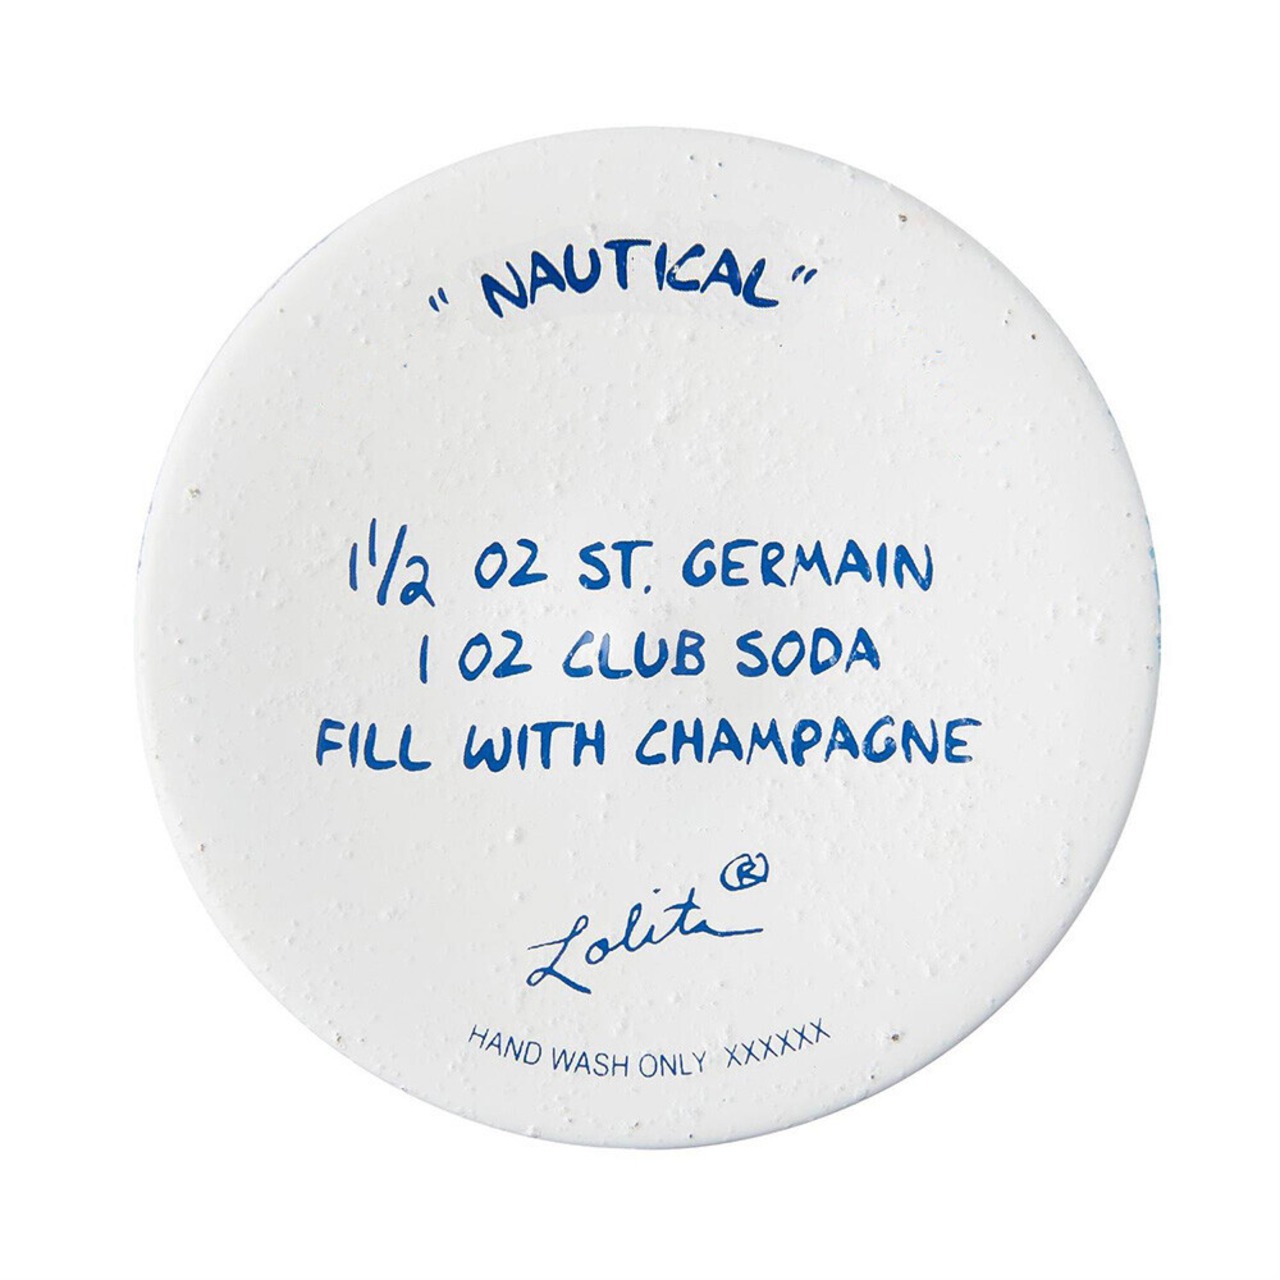 "NAUTICAL"
1 1/2 OZ ST. GERMAIN
1 OZ CLUB SODA
FILL WITH CHAMPAGNE
Lolita®
HAND WASH ONLY XXXXXX